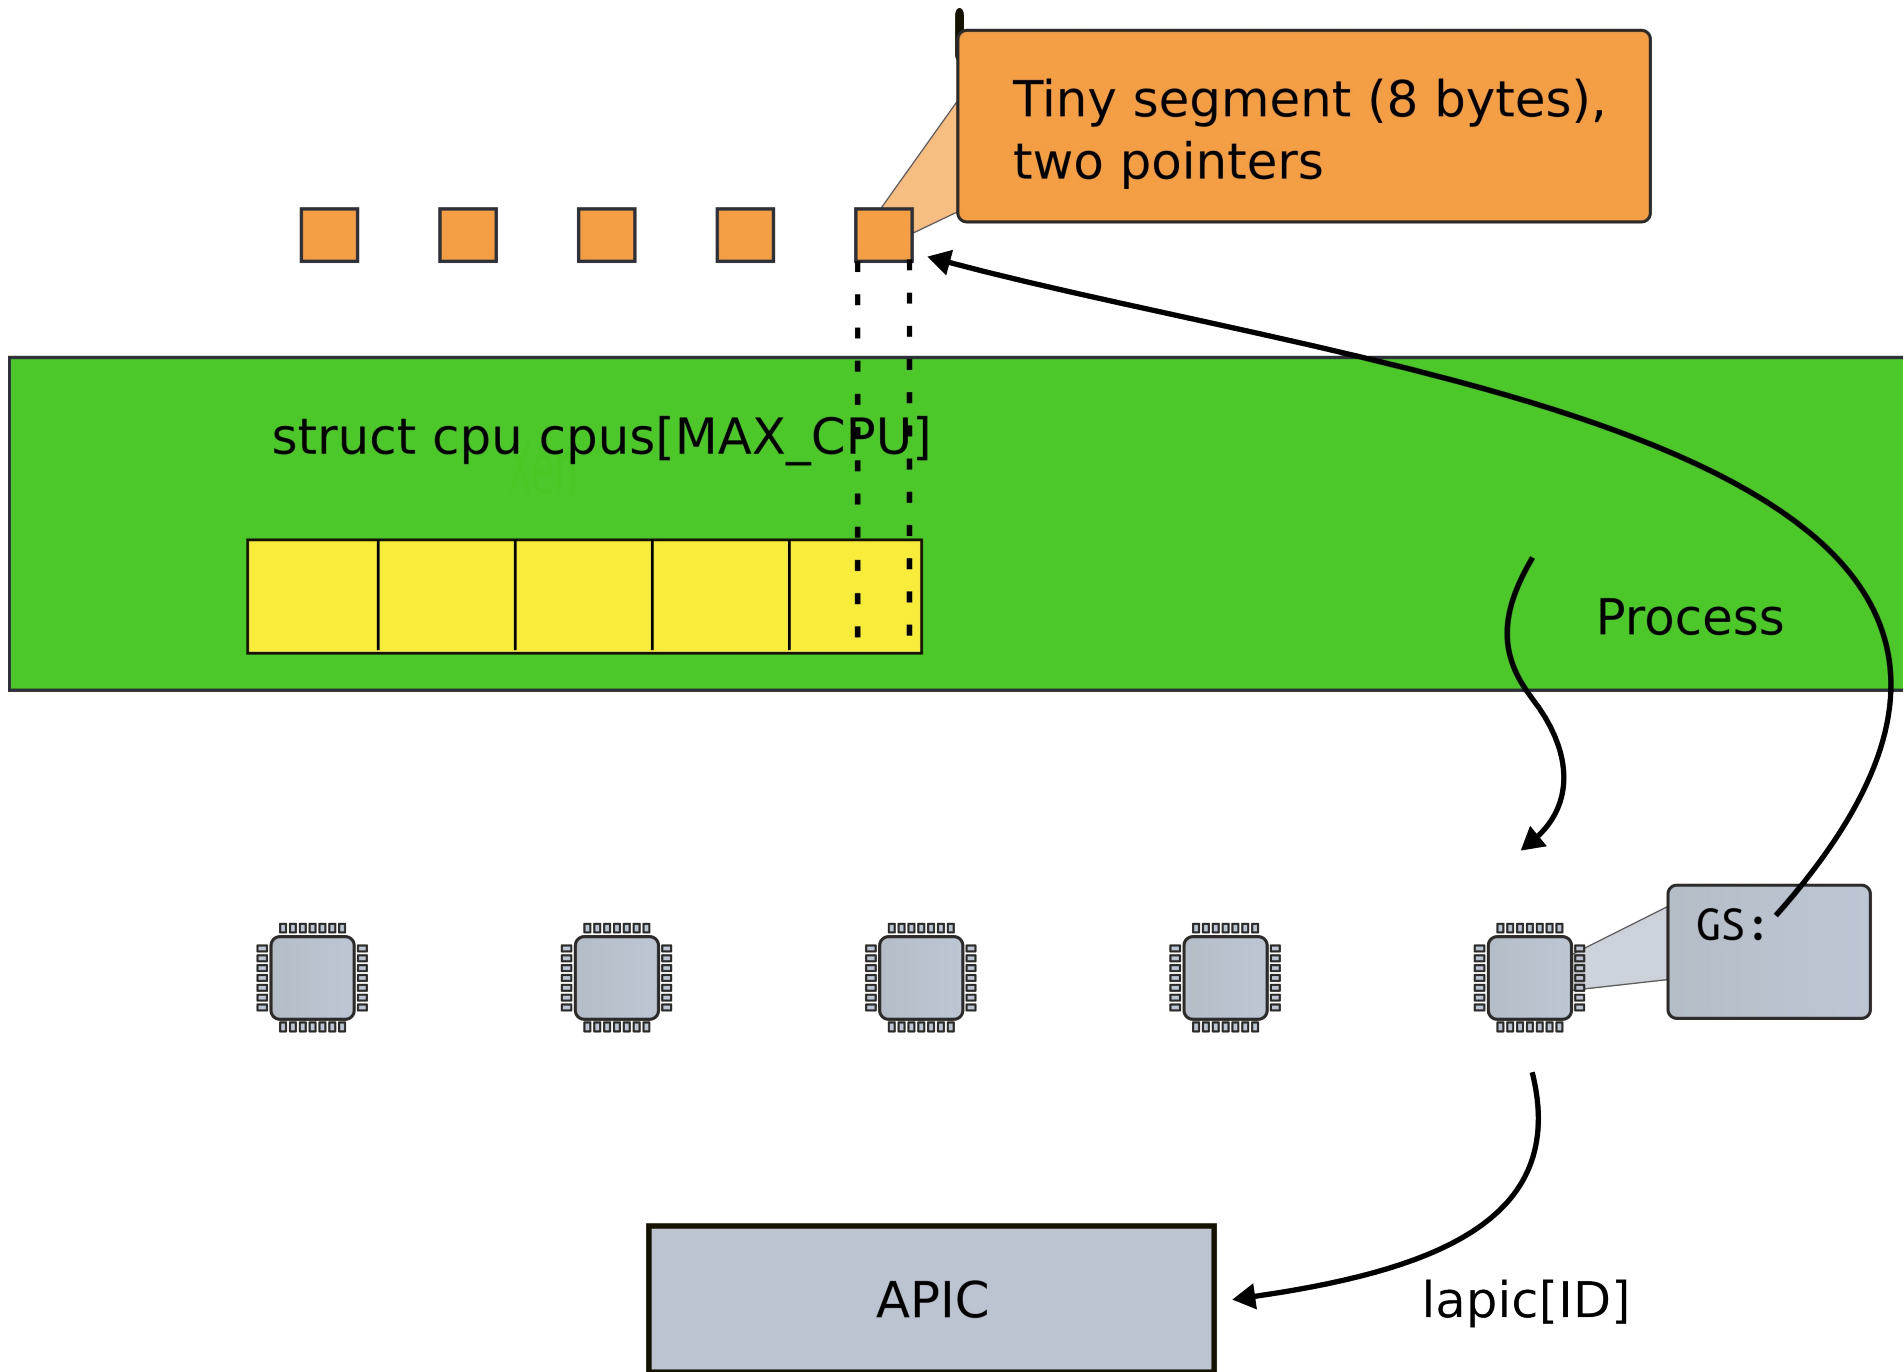 Tiny segment (8 bytes),
two pointers
struct cpu cpus[MAX_CPU]
Process
GS:
APIC
lapic[ID]